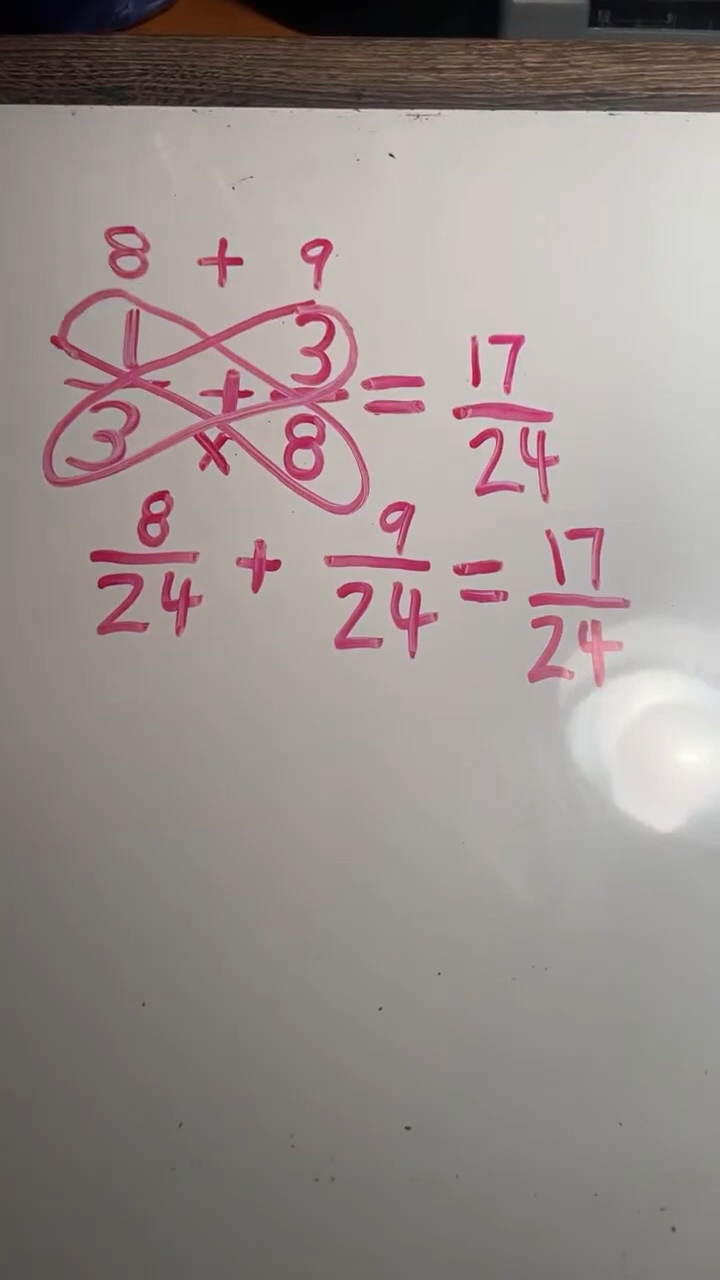 8 + 9
1/3 + 3/8 = 17/24
x
8/24 + 9/24 = 17/24